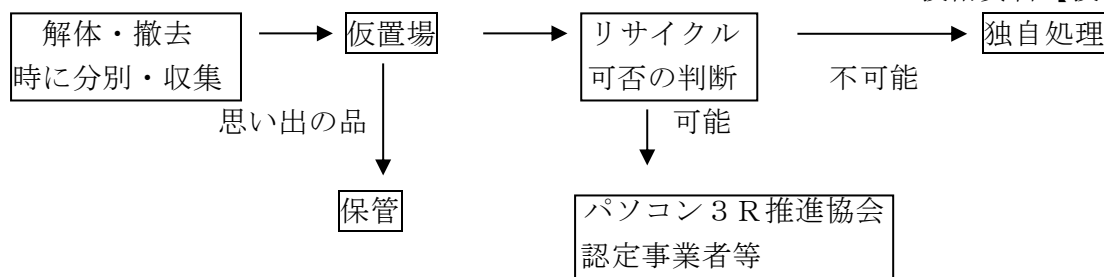 解体・撤去
時に分別・収集
仮置場
リサイクル
可否の判断
独自処理
不可能
思い出の品
可能
保管
パソコン３Ｒ推進協会
認定事業者等